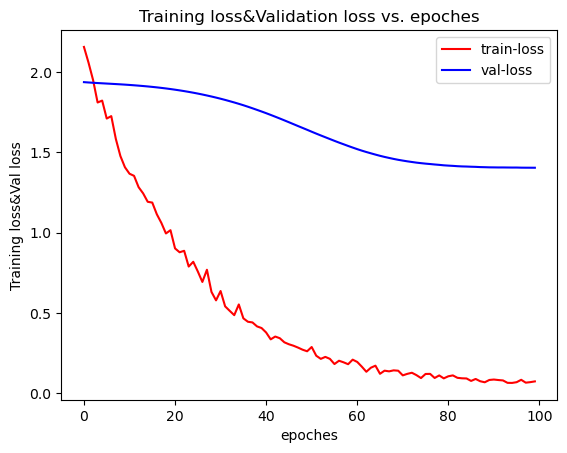 Training loss&Validation loss vs. epoches
train-loss
val-loss
Training loss&Val loss
2.0
1.5
1.0
0.5
0.0
0
20
40
60
80
100
epoches